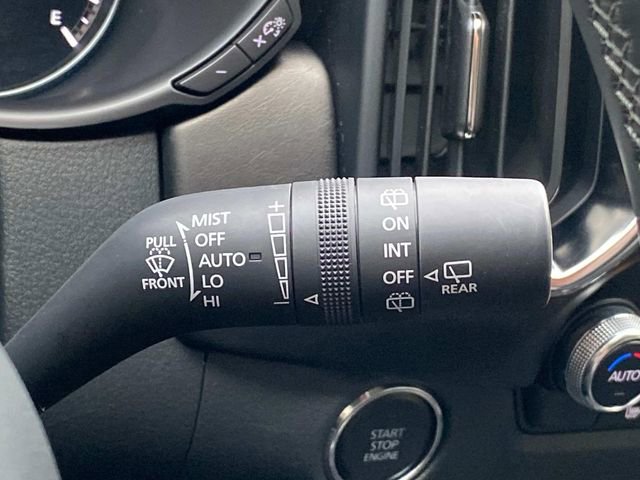 E
MIST
OFF
AUTO
LO
HI
PULL
FRONT
+
−
ON
INT
OFF
REAR
START
STOP
ENGINE
AUTO